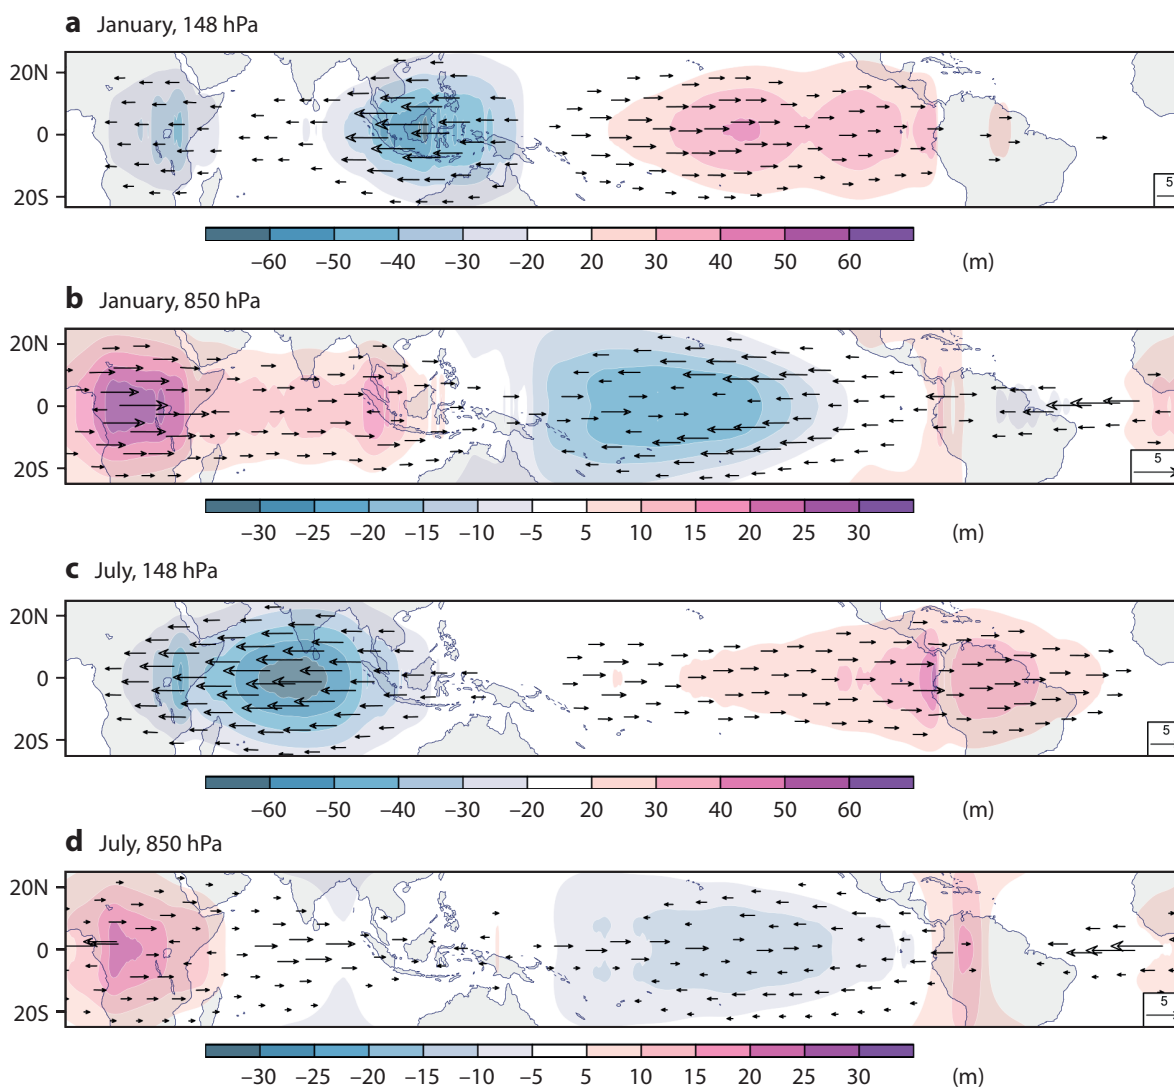 a January, 148 hPa
20N
0
20S
5
–60 –50 –40 –30 –20 20 30 40 50 60 (m)
b January, 850 hPa
20N
0
20S
5
–30 –25 –20 –15 –10 –5 5 10 15 20 25 30 (m)
c July, 148 hPa
20N
0
20S
5
–60 –50 –40 –30 –20 20 30 40 50 60 (m)
d July, 850 hPa
20N
0
20S
5
–30 –25 –20 –15 –10 –5 5 10 15 20 25 30 (m)